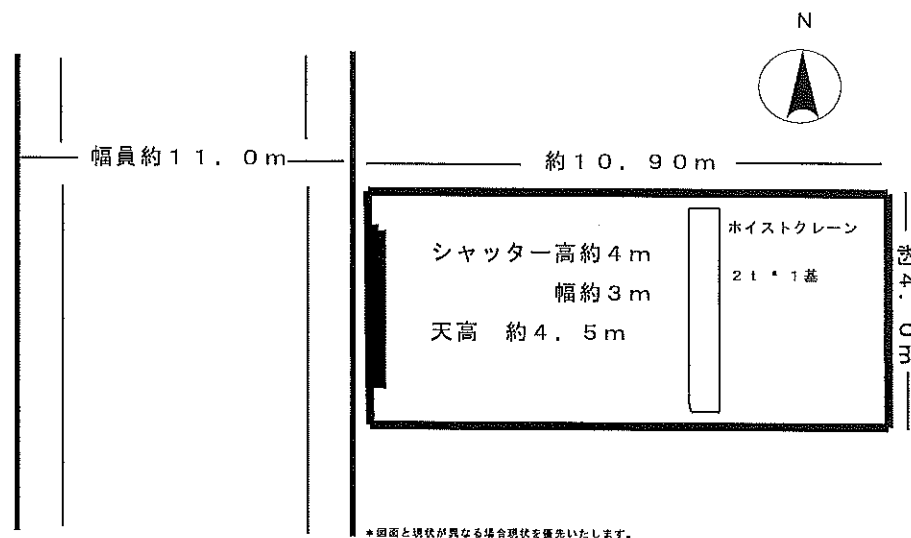 N
幅員約11.0m
約10.90m
ホイストクレーン
シャッター高約4m
2t・1基
幅約3m
天高 約4.5m
約4.0m
*図面と現状が異なる場合現状を優先いたします。